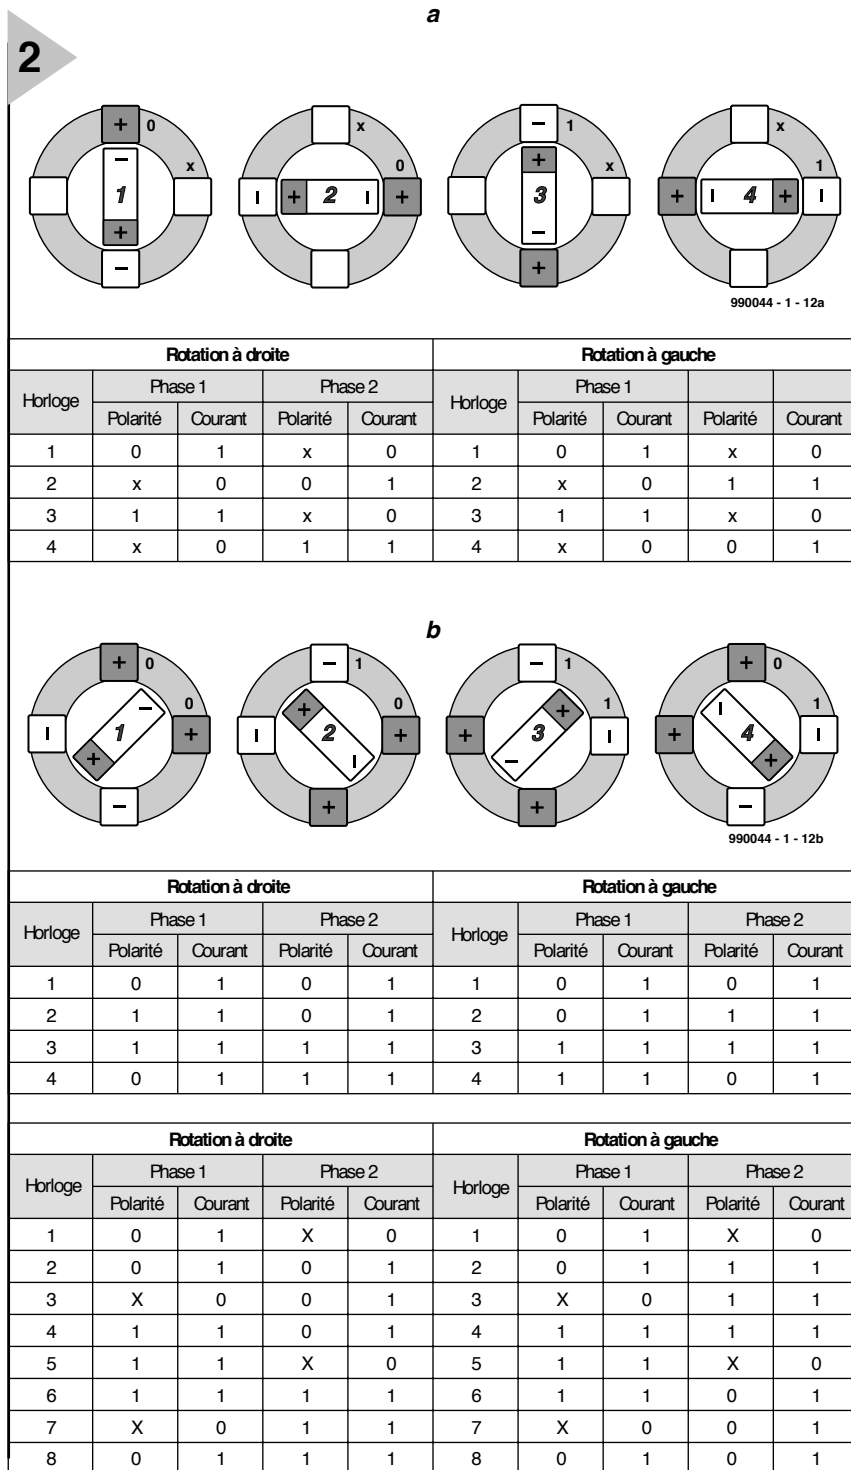 a
2
+ 0 x + 1 x
− x − 0
1 I + 2 I + 3 + I 4 + I
+ −
− +
990044 - 1 - 12a
Rotation à droite Rotation à gauche
Horloge Phase 1 Phase 2 Horloge Phase 1
Polarité Courant Polarité Courant Polarité Courant Polarité Courant
1 0 1 x 0 1 0 1 x 0
2 x 0 0 1 2 x 0 1 1
3 1 1 x 0 3 1 1 x 0
4 x 0 1 1 4 x 0 0 1
b
+ 0 − 1 − 1 + 0
− 0 + 0 + 1 I 1
I 1 + I 2 + + 3 I + 4 I
+ I − +
− + + −
990044 - 1 - 12b
Rotation à droite Rotation à gauche
Horloge Phase 1 Phase 2 Horloge Phase 1 Phase 2
Polarité Courant Polarité Courant Polarité Courant Polarité Courant
1 0 1 0 1 1 0 1 0 1
2 1 1 0 1 2 0 1 1 1
3 1 1 1 1 3 1 1 1 1
4 0 1 1 1 4 1 1 0 1
Rotation à droite Rotation à gauche
Horloge Phase 1 Phase 2 Horloge Phase 1 Phase 2
Polarité Courant Polarité Courant Polarité Courant Polarité Courant
1 0 1 X 0 1 0 1 X 0
2 0 1 0 1 2 0 1 1 1
3 X 0 0 1 3 X 0 1 1
4 1 1 0 1 4 1 1 1 1
5 1 1 X 0 5 1 1 X 0
6 1 1 1 1 6 1 1 0 1
7 X 0 1 1 7 X 0 0 1
8 0 1 1 1 8 0 1 0 1